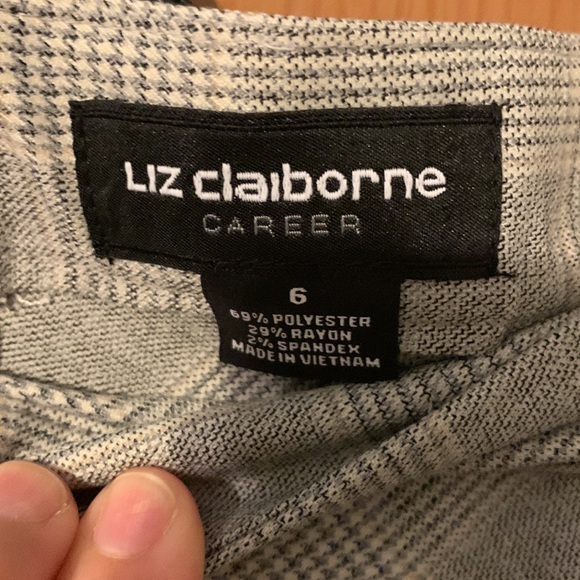 LIZ claiborne
CAREER
6
69% POLYESTER
29% RAYON
2% SPANDEX
MADE IN VIETNAM